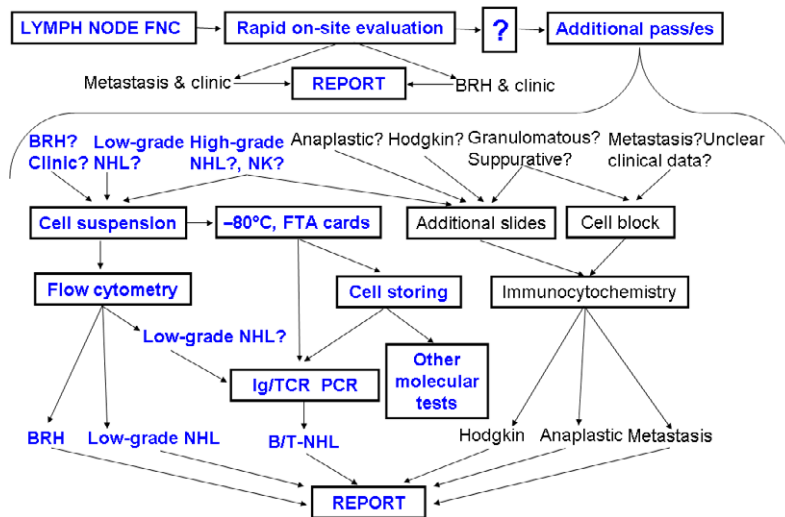 LYMPH NODE FNC
Rapid on-site evaluation
?
Additional pass/es
Metastasis & clinic
REPORT
BRH & clinic
BRH?
Clinic?
Low-grade
NHL?
High-grade
NHL?, NK?
Anaplastic?
Hodgkin?
Granulomatous?
Suppurative?
Metastasis?
Unclear
clinical data?
Cell suspension
–80ºC, FTA cards
Additional slides
Cell block
Flow cytometry
Cell storing
Immunocytochemistry
Low-grade NHL?
Ig/TCR PCR
Other
molecular
tests
BRH
Low-grade NHL
B/T-NHL
Hodgkin
Anaplastic
Metastasis
REPORT